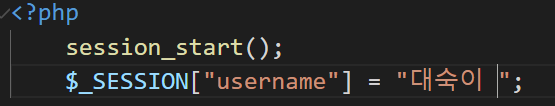 <?php
session_start();
$_SESSION["username"] = "대숙이 ";